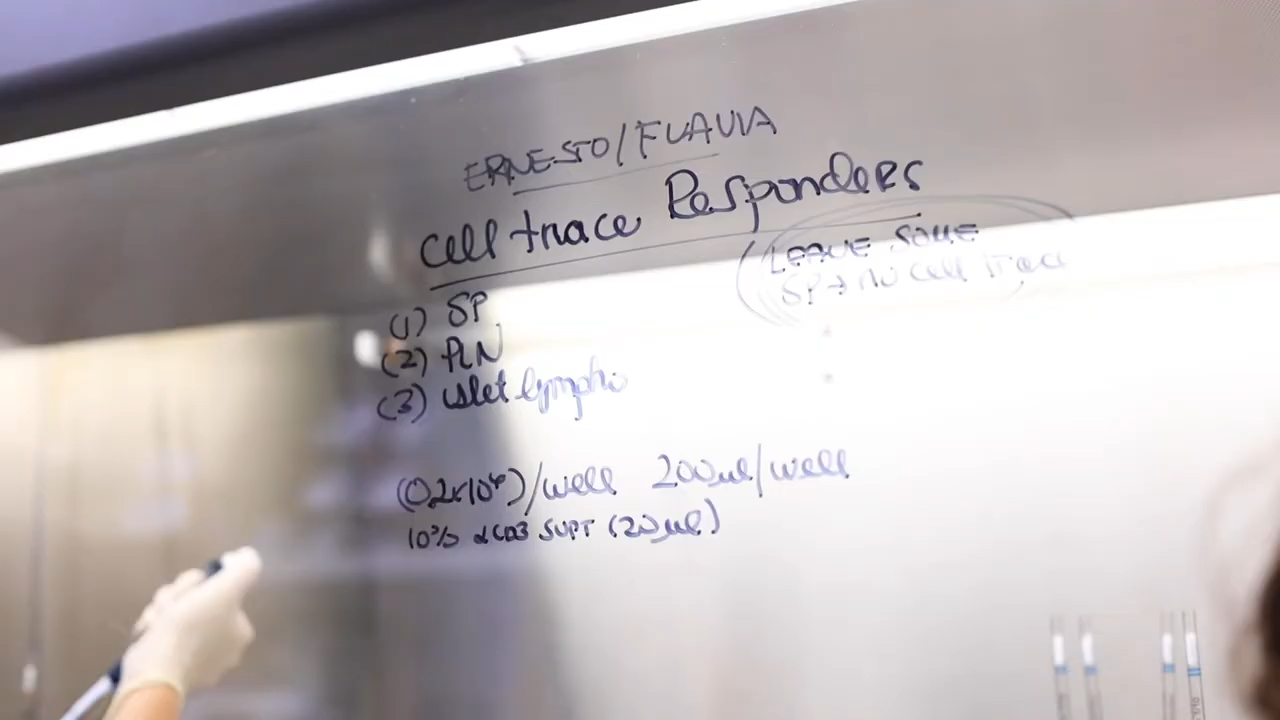 ERNESTO/FLAVIA
Cell trace Responders
(LEAVE SOME
SP → NO Cell Trace
(1) SP
(2) PLN
(3) islet lympho
(0.2x10⁶)/well 200ul/well
10% αCD3 SUPT (20ul)